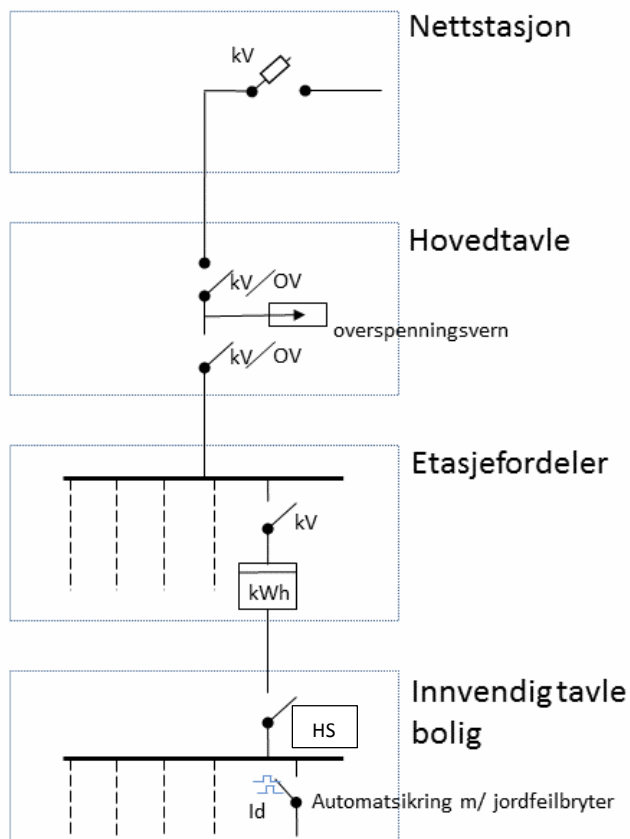 Nettstasjon
kV
Hovedtavle
kV/OV
overspenningsvern
kV/OV
Etasjefordeler
kV
kWh
Innvendig tavle
bolig
HS
Id
Automatsikring m/ jordfeilbryter